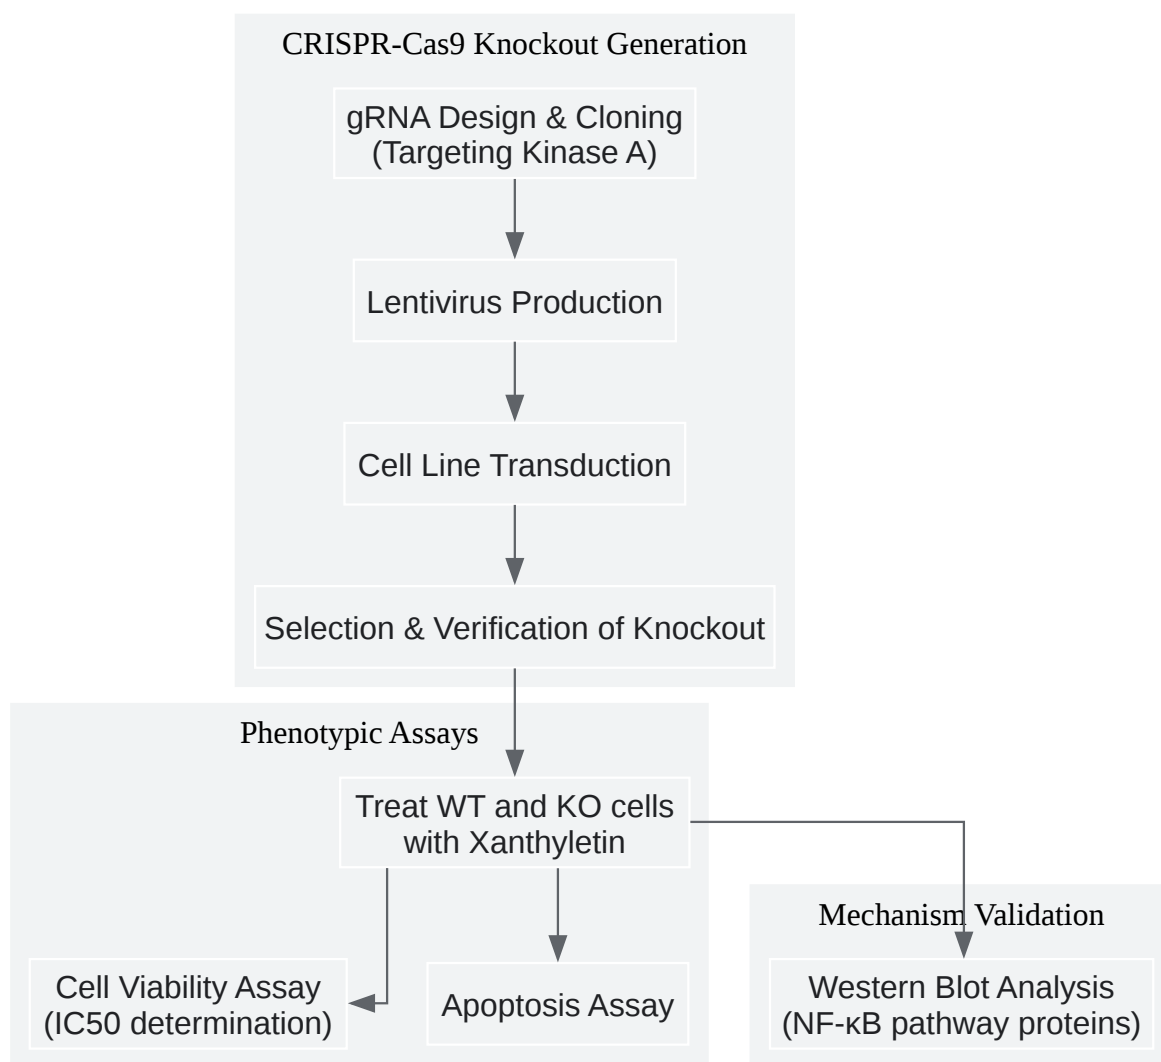 CRISPR-Cas9 Knockout Generation
gRNA Design & Cloning
(Targeting Kinase A)
Lentivirus Production
Cell Line Transduction
Selection & Verification of Knockout
Phenotypic Assays
Treat WT and KO cells
with Xanthyletin
Mechanism Validation
Cell Viability Assay
(IC50 determination)
Apoptosis Assay
Western Blot Analysis
(NF-κB pathway proteins)